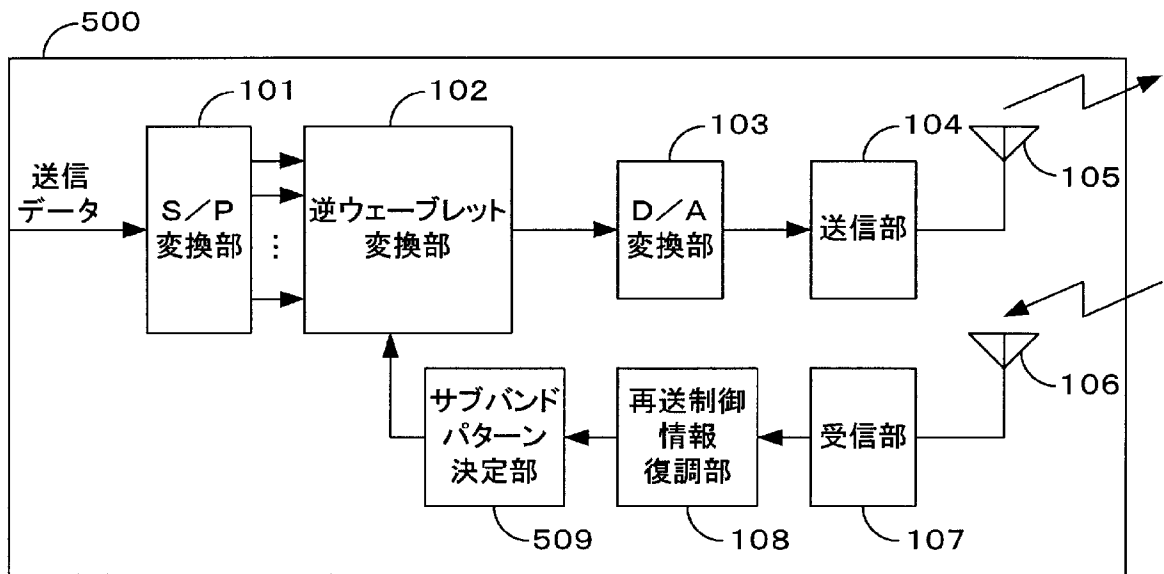 500
101
102
103
104
105
送信
データ
S／P
変換部
⋮
逆ウェーブレット
変換部
D／A
変換部
送信部
サブバンド
パターン
決定部
再送制御
情報
復調部
受信部
106
509
108
107